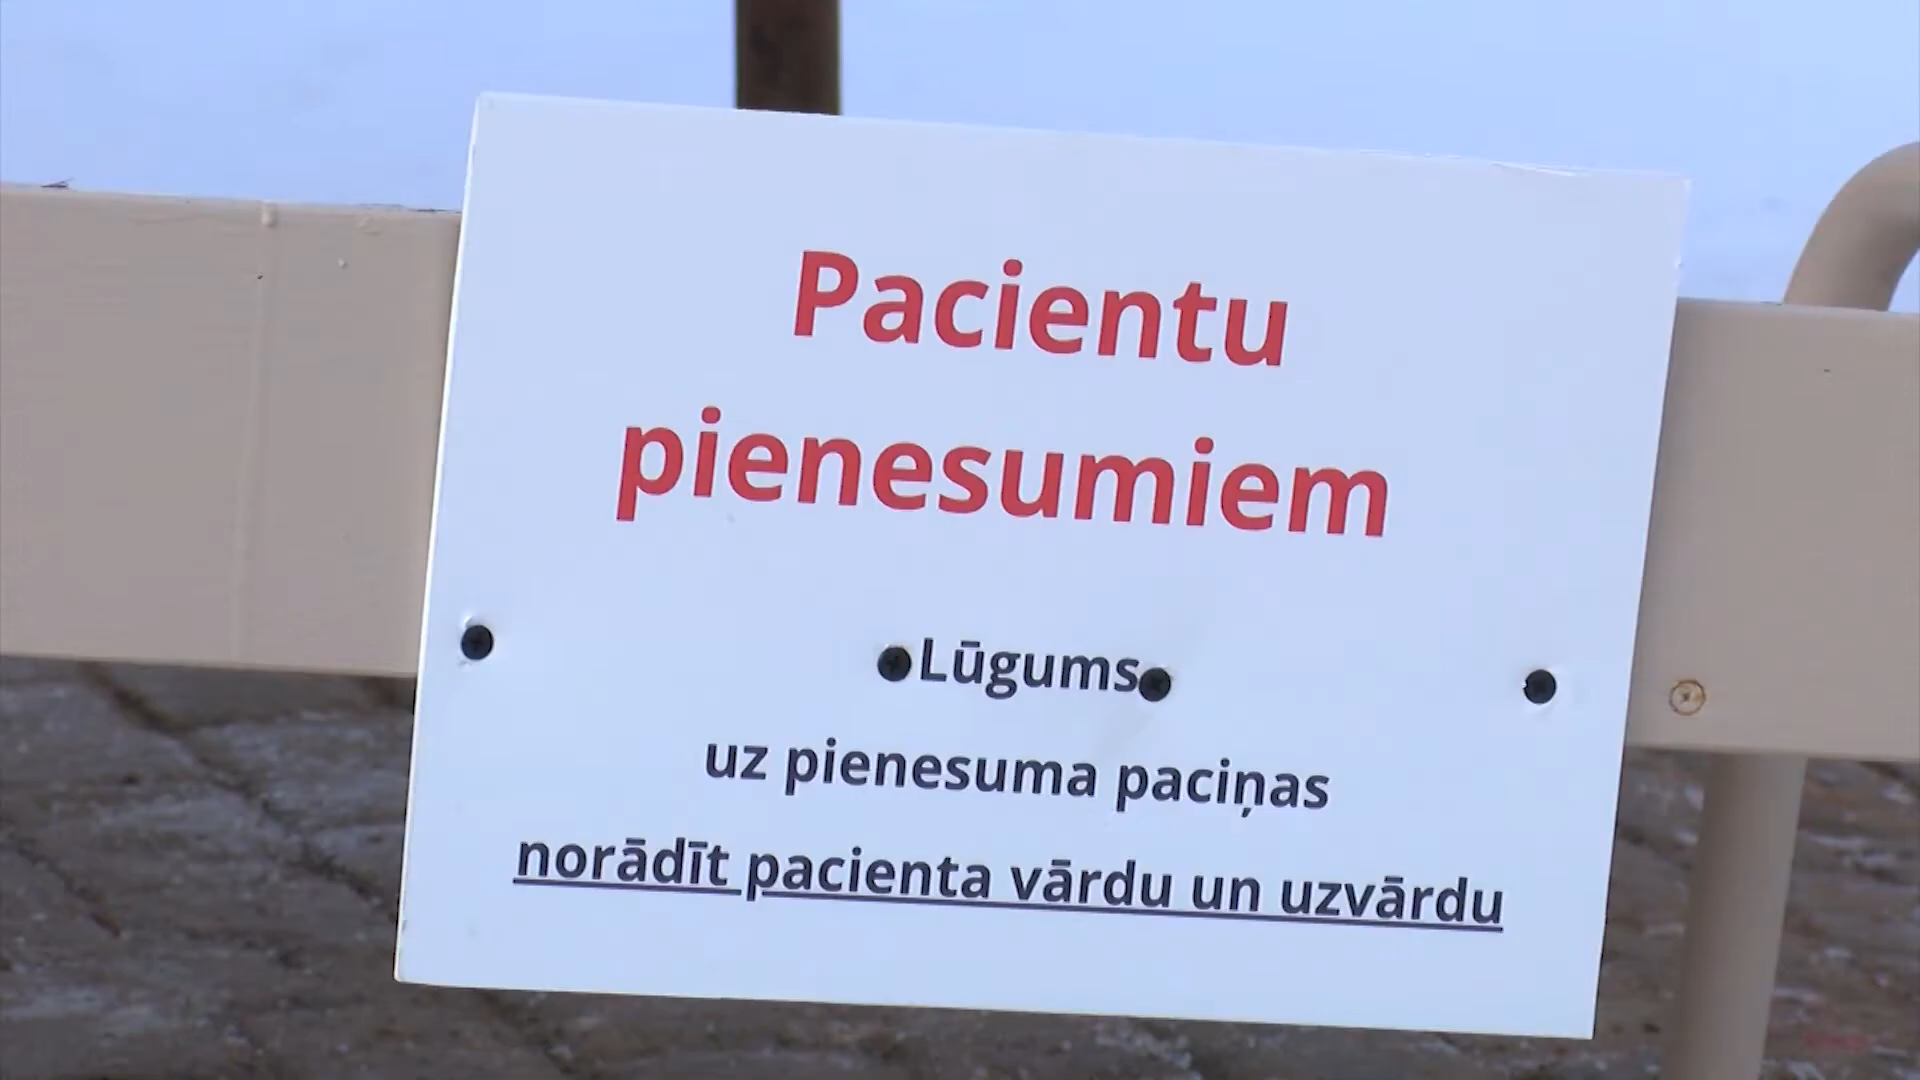 Pacientu
pienesumiem
Lūgums
uz pienesuma paciņas
norādīt pacienta vārdu un uzvārdu